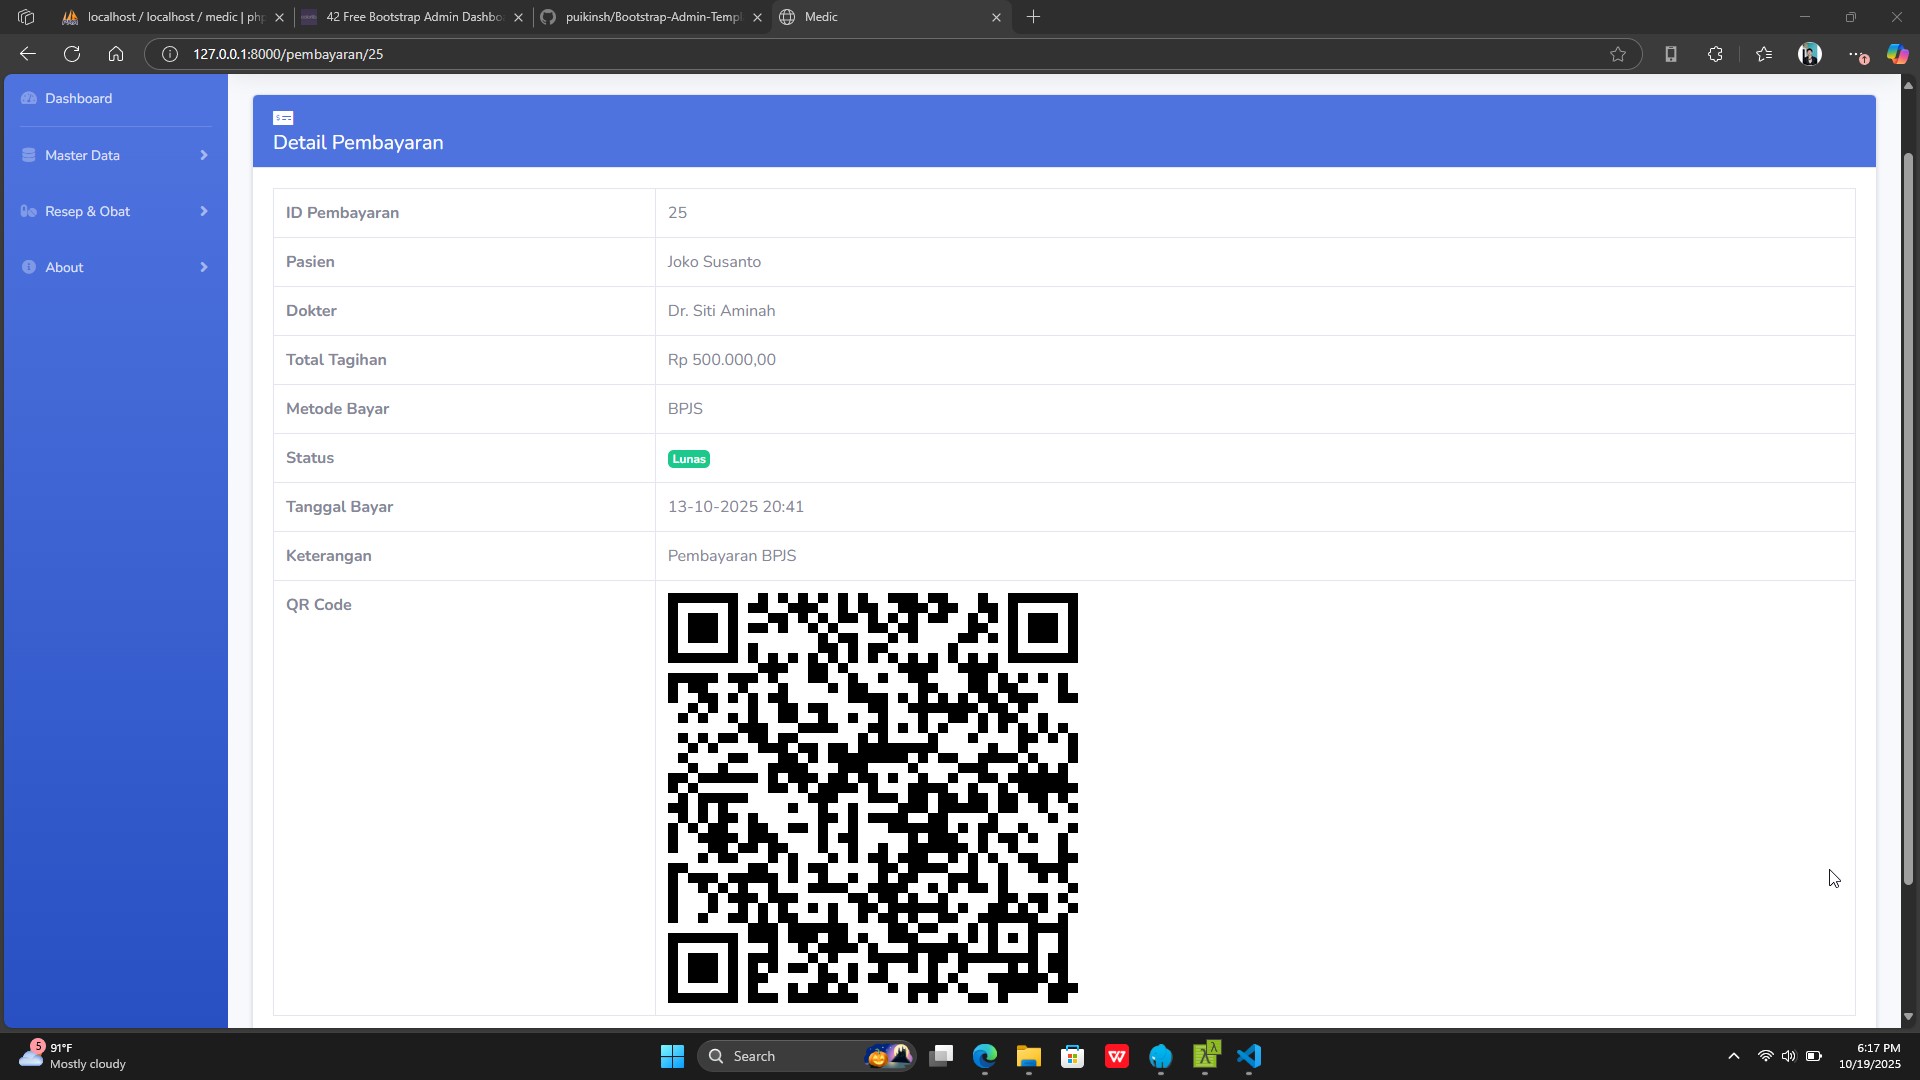 localhost / localhost / medic | php
42 Free Bootstrap Admin Dashbo
puikinsh/Bootstrap-Admin-Templ
Medic
127.0.0.1:8000/pembayaran/25
1
Dashboard
Master Data
Resep & Obat
About
Detail Pembayaran
ID Pembayaran 25
Pasien Joko Susanto
Dokter Dr. Siti Aminah
Total Tagihan Rp 500.000,00
Metode Bayar BPJS
Status Lunas
Tanggal Bayar 13-10-2025 20:41
Keterangan Pembayaran BPJS
QR Code
5
91°F
Mostly cloudy
Search
6:17 PM
10/19/2025